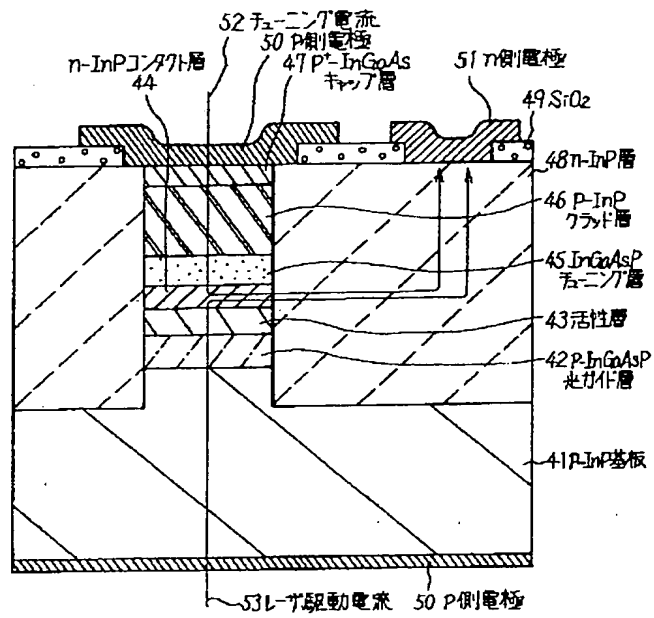 52 チューニング電流
50 P側電極
47 P⁺-InGaAs
キャップ層
n-InPコンタクト層
44
51 n側電極
49 SiO₂
48 n-InP層
46 P-InP
クラッド層
45 InGaAsP
チューニング層
43 活性層
42 P-InGaAsP
光ガイド層
41 P-InP基板
53 レーザ駆動電流
50 P側電極